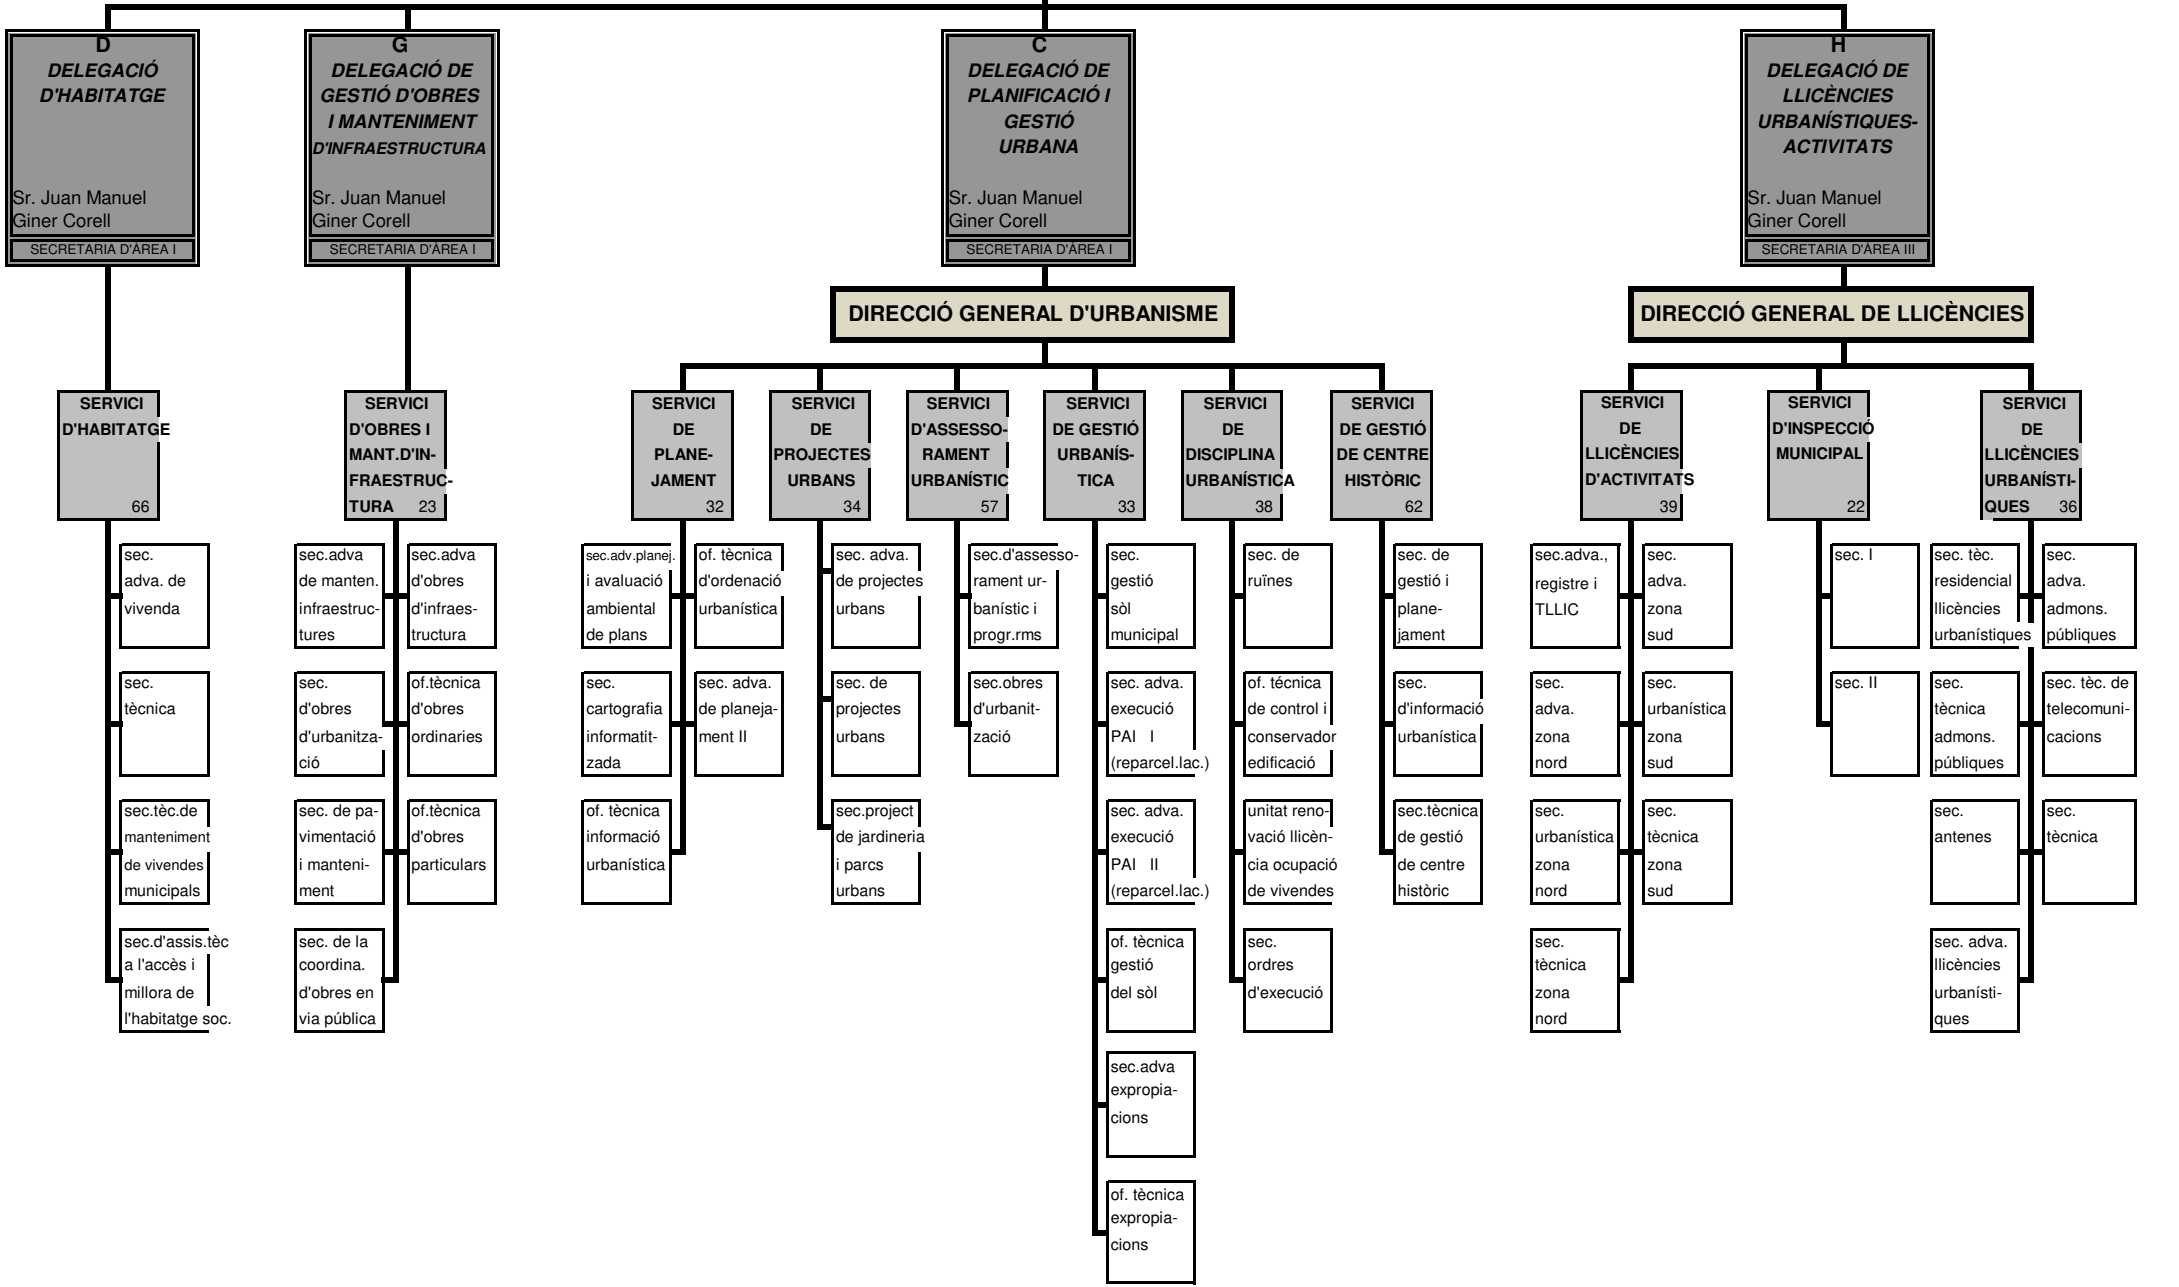 D
DELEGACIÓ
D'HABITATGE
Sr. Juan Manuel
Giner Corell
SECRETARIA D'ÀREA I
G
DELEGACIÓ DE
GESTIÓ D'OBRES
I MANTENIMENT
D'INFRAESTRUCTURA
Sr. Juan Manuel
Giner Corell
SECRETARIA D'ÀREA I
C
DELEGACIÓ DE
PLANIFICACIÓ I
GESTIÓ
URBANA
Sr. Juan Manuel
Giner Corell
SECRETARIA D'ÀREA I
H
DELEGACIÓ DE
LLICÈNCIES
URBANÍSTIQUES-
ACTIVITATS
Sr. Juan Manuel
Giner Corell
SECRETARIA D'ÀREA III
DIRECCIÓ GENERAL D'URBANISME
DIRECCIÓ GENERAL DE LLICÈNCIES
SERVICI
D'HABITATGE
66
SERVICI
D'OBRES I
MANT.D'IN-
FRAESTRUC-
TURA 23
SERVICI
DE
PLANE-
JAMENT
32
SERVICI
DE
PROJECTES
URBANS
34
SERVICI
D'ASSESSO-
RAMENT
URBANÍSTIC
57
SERVICI
DE GESTIÓ
URBANÍS-
TICA
33
SERVICI
DE
DISCIPLINA
URBANÍSTICA
38
SERVICI
DE GESTIÓ
DE CENTRE
HISTÒRIC
62
SERVICI
DE
LLICÈNCIES
D'ACTIVITATS
39
SERVICI
D'INSPECCIÓ
MUNICIPAL
22
SERVICI
DE
LLICÈNCIES
URBANÍSTI-
QUES 36
sec.
adva. de
vivenda
sec.
tècnica
sec.tèc.de
manteniment
de vivendes
municipals
sec.d'assis.tèc
a l'accès i
millora de
l'habitatge soc.
sec.adva
de manten.
infraestruc-
tures
sec.adva
d'obres
d'infraes-
tructura
sec.
d'obres
d'urbanitza-
ció
of.tècnica
d'obres
ordinaries
sec. de pa-
vimentació
i manteni-
ment
of.tècnica
d'obres
particulars
sec. de la
coordina.
d'obres en
via pública
sec.adv.planej.
i avaluació
ambiental
de plans
of. tècnica
d'ordenació
urbanística
sec.
cartografia
informatit-
zada
sec. adva.
de planeja-
ment II
of. tècnica
informació
urbanística
sec. adva.
de projectes
urbans
sec. de
projectes
urbans
sec.project
de jardineria
i parcs
urbans
sec.d'assesso-
rament ur-
banístic i
progr.rms
sec.obres
d'urbanit-
zació
sec.
gestió
sòl
municipal
sec. adva.
execució
PAI I
(reparcel.lac.)
sec. adva.
execució
PAI II
(reparcel.lac.)
of. tècnica
gestió
del sòl
sec.adva
expropia-
cions
of. tècnica
expropia-
cions
sec. de
ruïnes
of. técnica
de control i
conservador
edificació
unitat reno-
vació llicèn-
cia ocupació
de vivendes
sec.
ordres
d'execució
sec. de
gestió i
plane-
jament
sec.
d'informació
urbanística
sec.tècnica
de gestió
de centre
històric
sec.adva.,
registre i
TLLIC
sec.
adva.
zona
sud
sec.
adva.
zona
nord
sec.
urbanística
zona
sud
sec.
urbanística
zona
nord
sec.
tècnica
zona
sud
sec.
tècnica
zona
nord
sec. I
sec. II
sec. tèc.
residencial
llicències
urbanístiques
sec.
adva.
admons.
públiques
sec.
tècnica
admons.
públiques
sec. tèc. de
telecomuni-
cacions
sec.
antenes
sec.
tècnica
sec. adva.
llicències
urbanísti-
ques